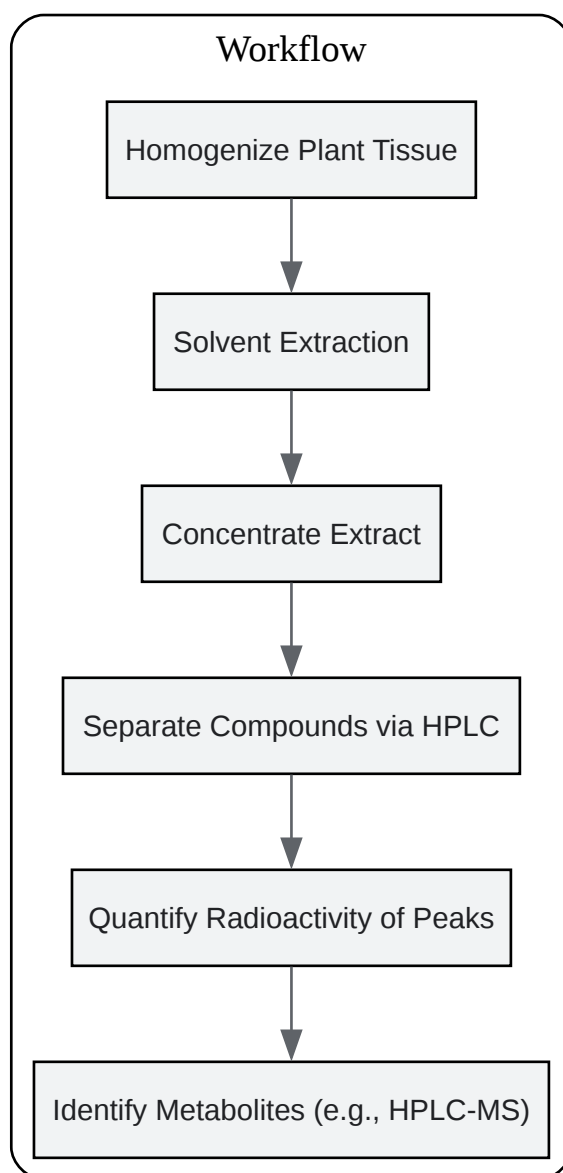 Workflow
Homogenize Plant Tissue
Solvent Extraction
Concentrate Extract
Separate Compounds via HPLC
Quantify Radioactivity of Peaks
Identify Metabolites (e.g., HPLC-MS)